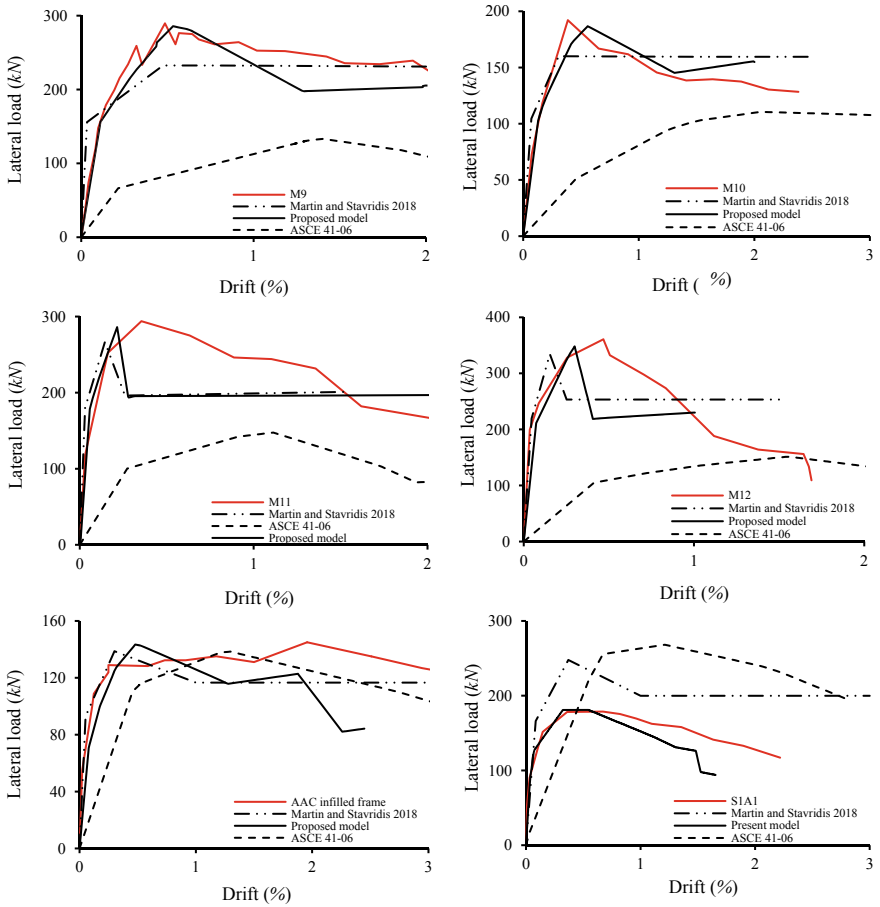 Lateral load (kN)
300
200
100
0
0
1
2
Drift (%)
M9
Martin and Stavridis 2018
Proposed model
ASCE 41-06
Lateral load (kN)
200
150
100
50
0
0
1
2
3
Drift ( %)
M10
Martin and Stavridis 2018
Proposed model
ASCE 41-06
Lateral load (kN)
300
200
100
0
0
1
2
Drift (%)
M11
Martin and Stavridis 2018
ASCE 41-06
Proposed model
Lateral load (kN)
400
300
200
100
0
0
1
2
Drift (%)
M12
Martin and Stavridis 2018
Proposed model
ASCE 41-06
Lateral load (kN)
160
120
80
40
0
0
1
2
3
Drift (%)
AAC infilled frame
Martin and Stavridis 2018
Proposed model
ASCE 41-06
Lateral load (kN)
300
200
100
0
0
1
2
3
Drift (%)
S1A1
Martin and Stavridis 2018
Present model
ASCE 41-06